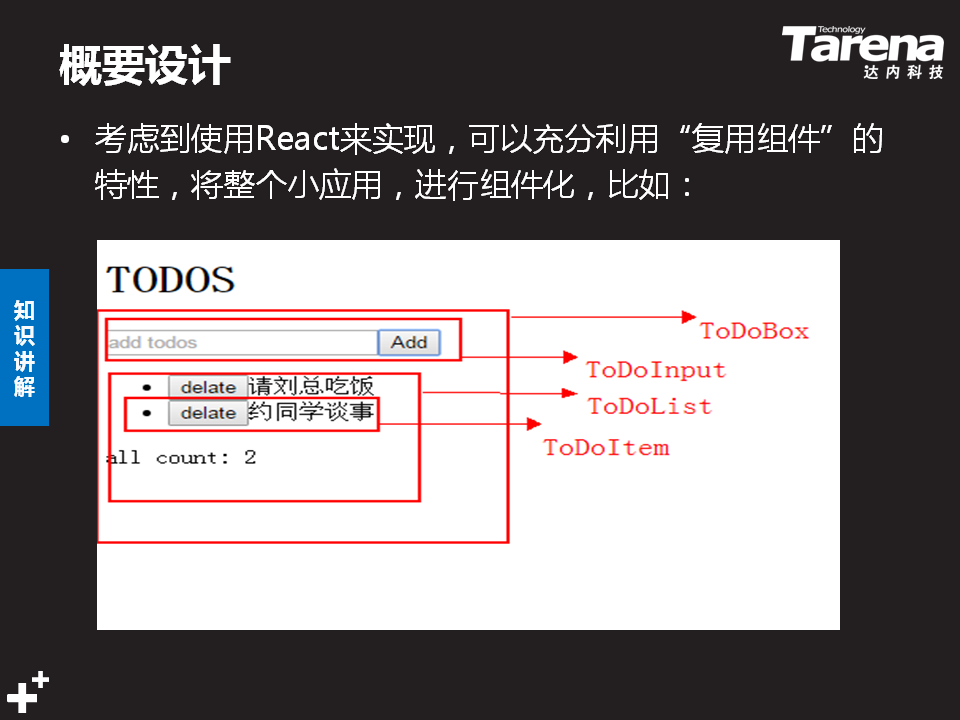 Technology
Tarena
达内科技
概要设计
• 考虑到使用React来实现，可以充分利用“复用组件”的
特性，将整个小应用，进行组件化，比如：
知识讲解
TODOS
add todos Add
• delate 请刘总吃饭
• delate 约同学谈事
all count: 2
ToDoBox
ToDoInput
ToDoList
ToDoItem